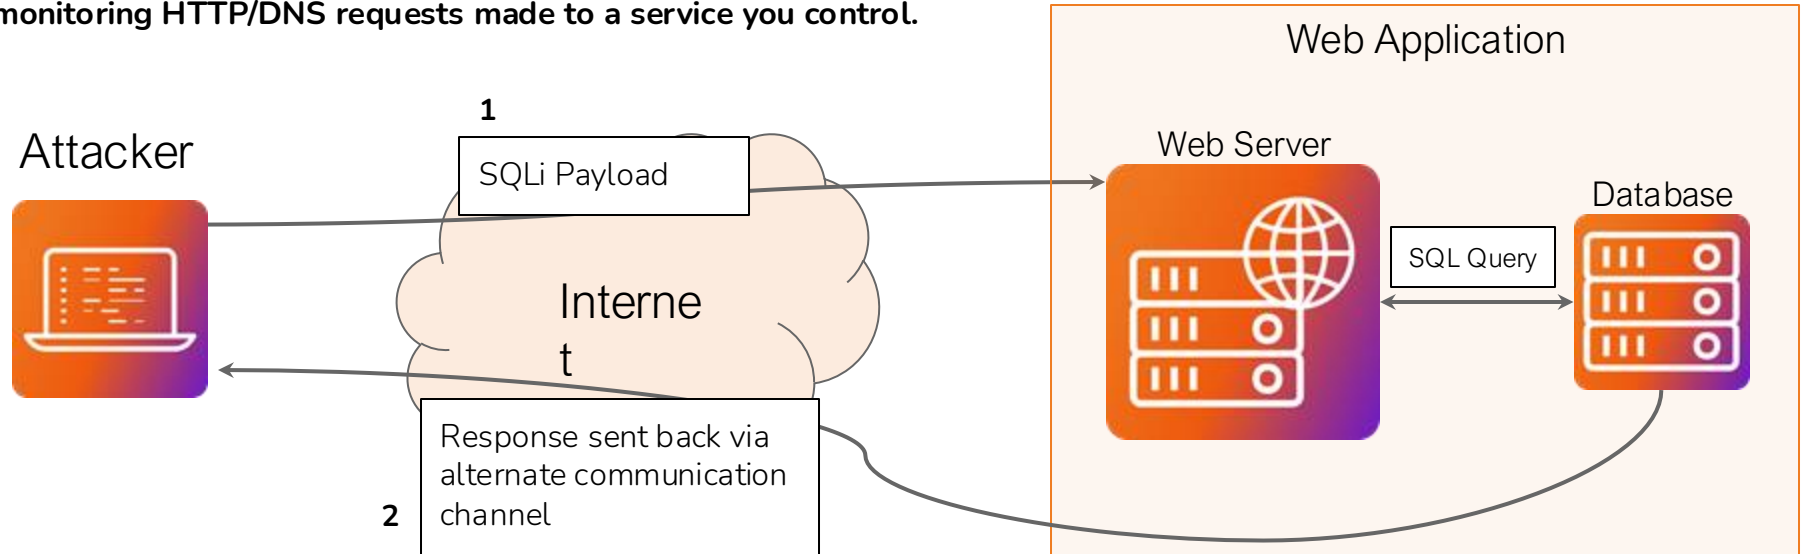 monitoring HTTP/DNS requests made to a service you control.
Web Application
1
Attacker
SQLi Payload
Web Server
Database
SQL Query
Interne
t
Response sent back via
alternate communication
channel
2